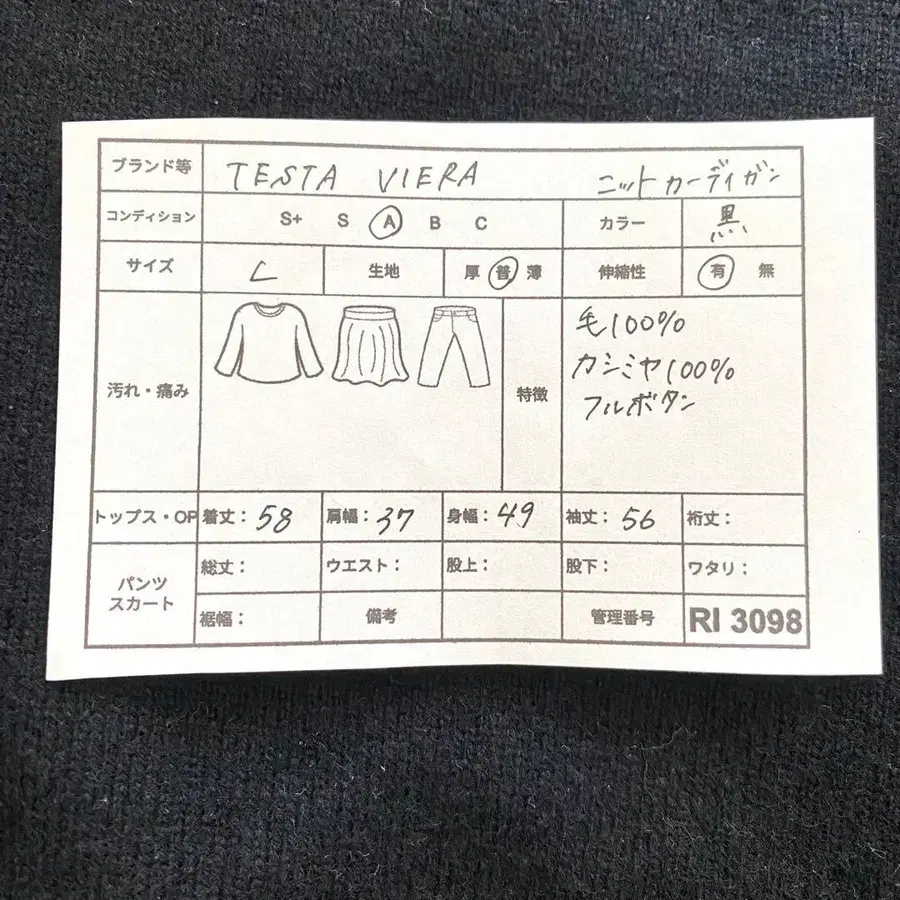 ブランド等 TESTA VIERA ニットカーディガン
コンディション S+ S A B C カラー 黒
サイズ L 生地 厚 普 薄 伸縮性 有 無
汚れ・痛み 特徴
毛100%
カシミヤ100%
フルボタン
トップス・OP 着丈：58 肩幅：37 身幅：49 袖丈：56 裄丈：
パンツ
スカート
総丈： ウエスト： 股上： 股下： ワタリ：
裾幅： 備考 管理番号 RI 3098